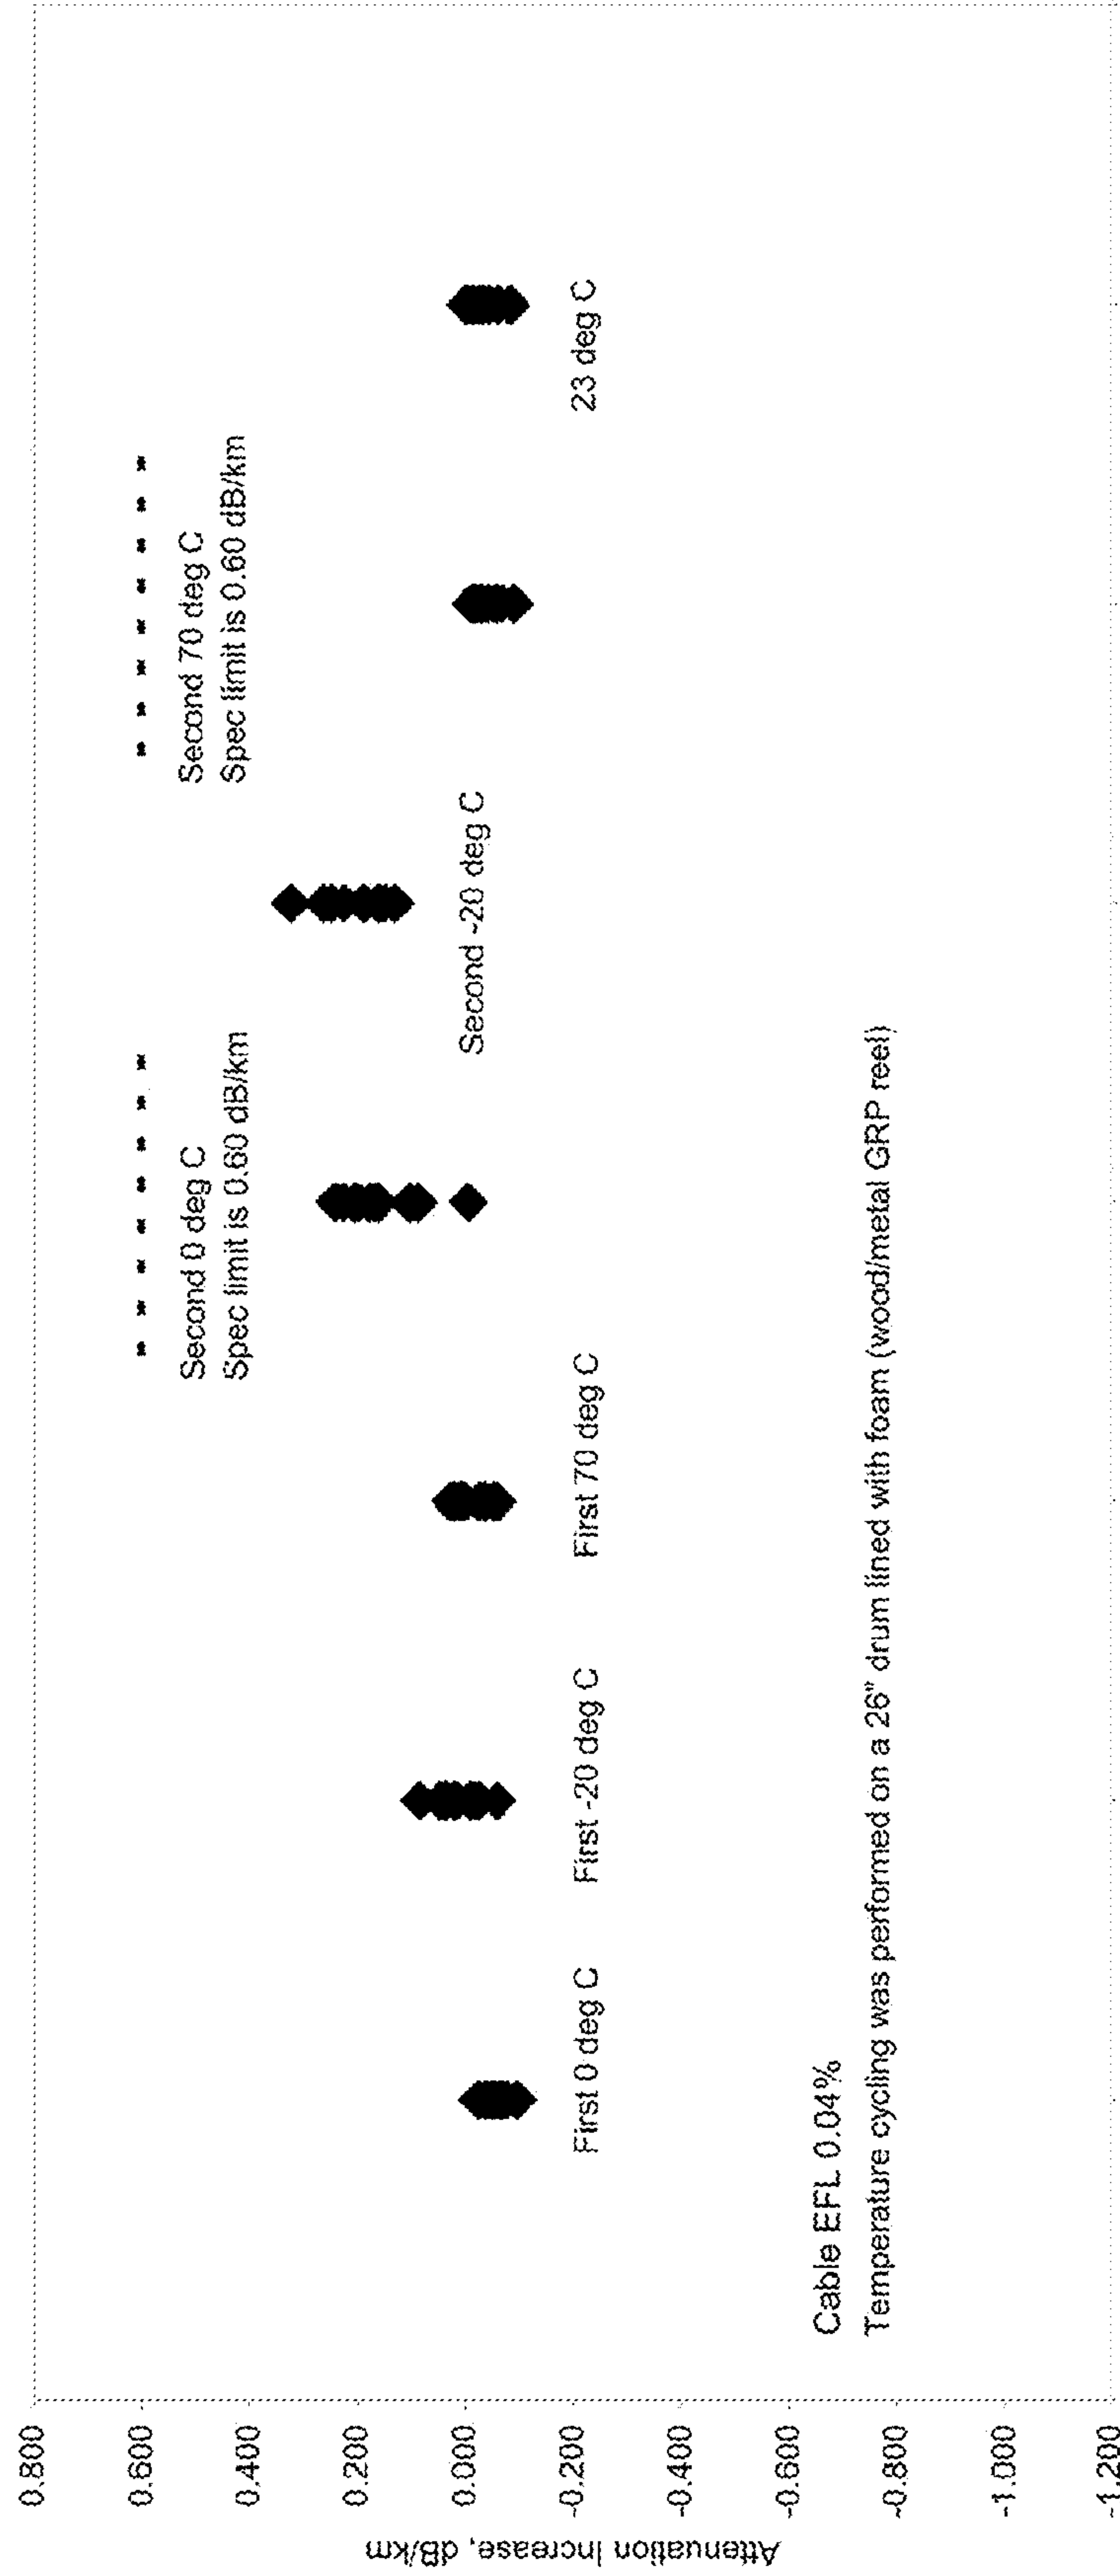 Attenuation Increase, dB/km
0.800
0.600
0.400
0.200
0.000
-0.200
-0.400
-0.600
-0.800
-1.000
-1.200
First 0 deg C
First -20 deg C
First 70 deg C
Second 0 deg C
Spec limit is 0.60 dB/km
Second -20 deg C
Second 70 deg C
Spec limit is 0.60 dB/km
23 deg C
Cable EFL 0.04%
Temperature cycling was performed on a 26" drum lined with foam (wood/metal GRP reel)